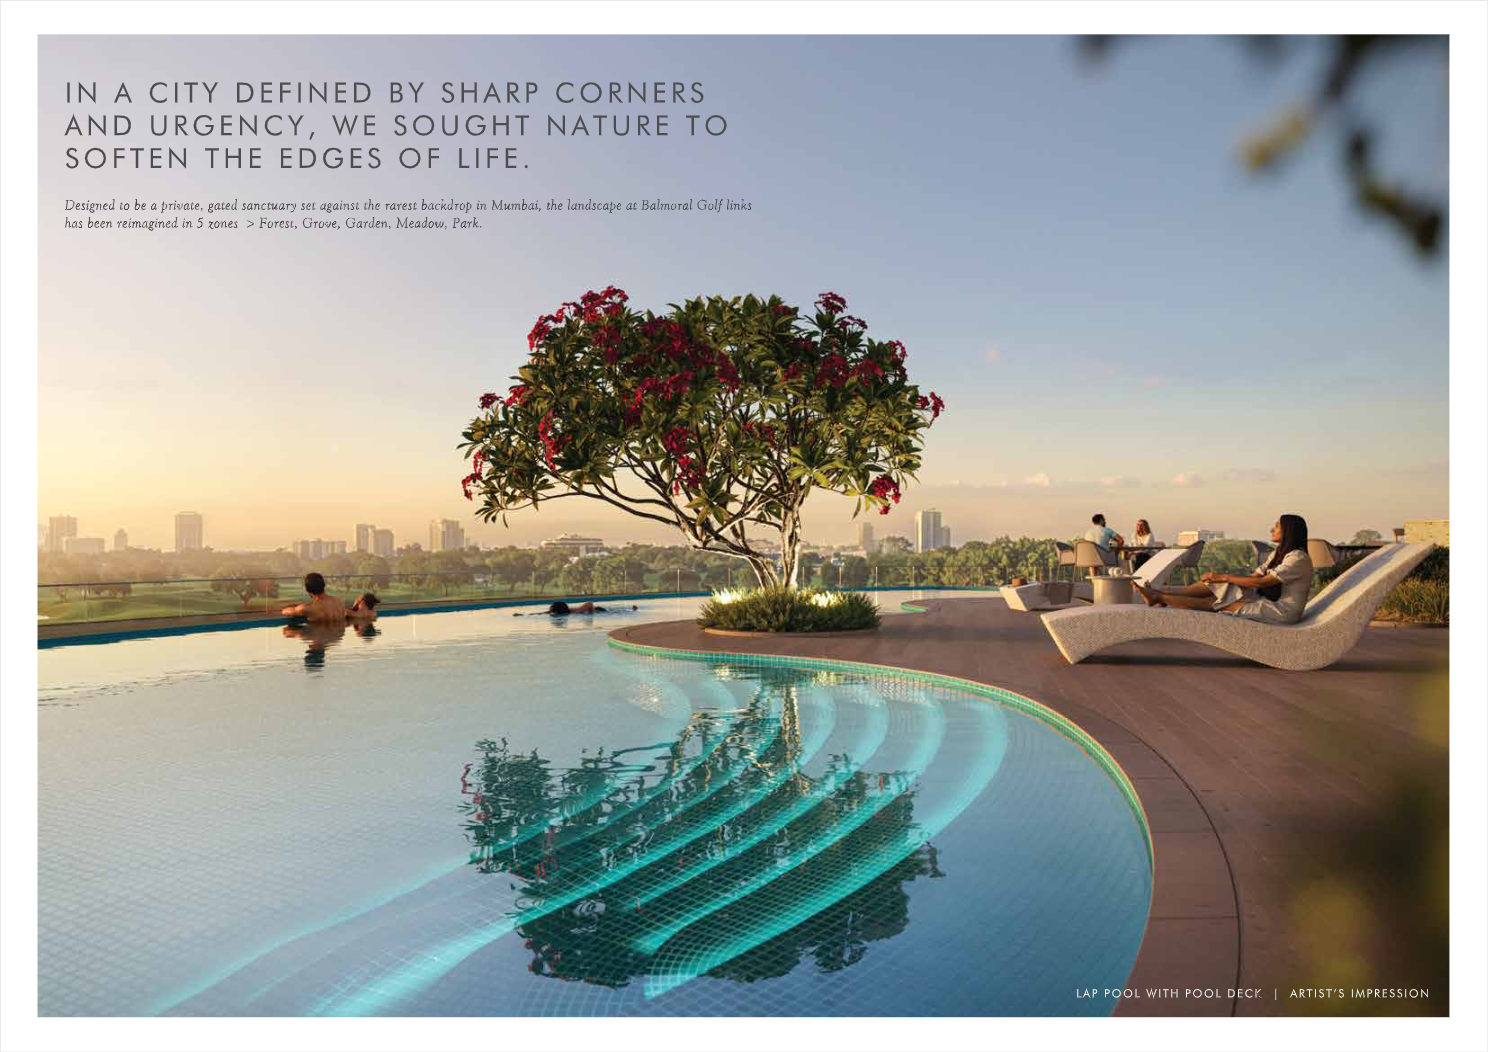 IN A CITY DEFINED BY SHARP CORNERS
AND URGENCY, WE SOUGHT NATURE TO
SOFTEN THE EDGES OF LIFE.
Designed to be a private, gated sanctuary set against the rarest backdrop in Mumbai, the landscape at Balmoral Golf links
has been reimagined in 5 zones > Forest, Grove, Garden, Meadow, Park.
LAP POOL WITH POOL DECK | ARTIST'S IMPRESSION